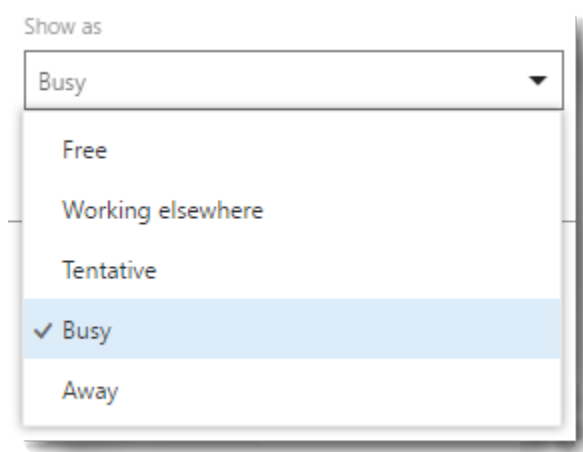 Show as
Busy
Free
Working elsewhere
Tentative
Busy
Away